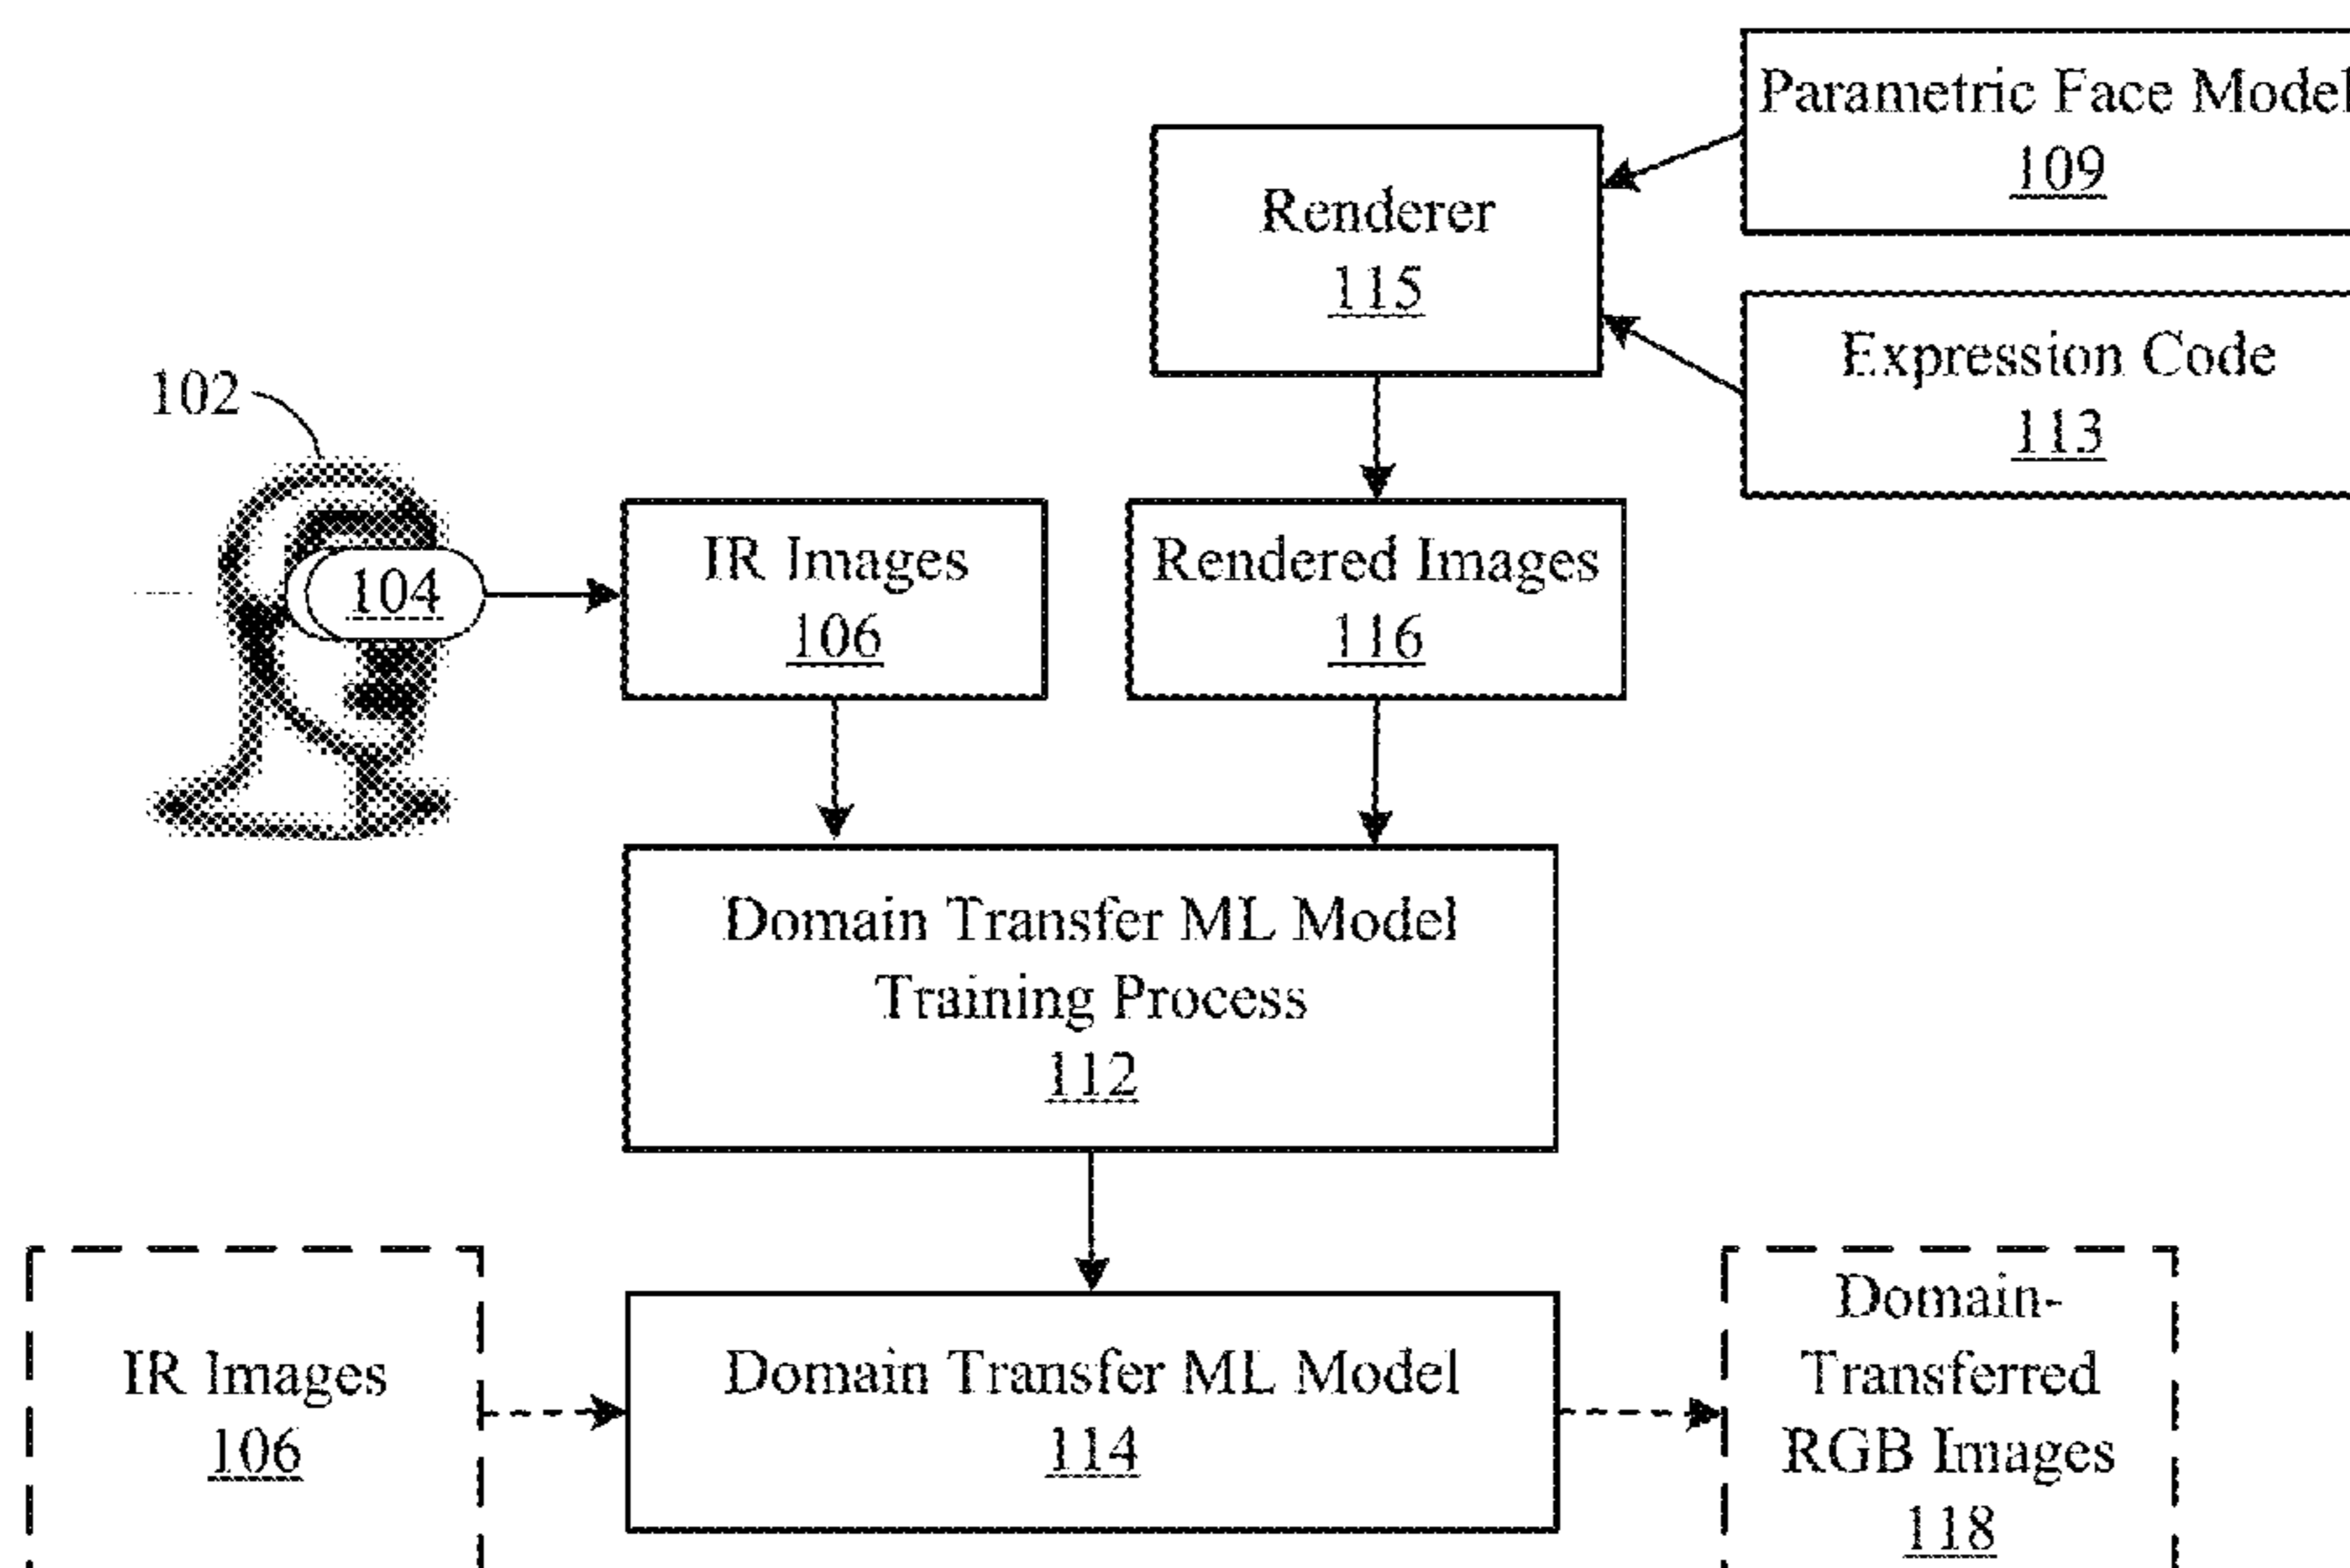 Parametric Face Model
109
Renderer
115
Expression Code
113
102
104
IR Images
106
Rendered Images
116
Domain Transfer ML Model
Training Process
112
IR Images
106
Domain Transfer ML Model
114
Domain-
Transferred
RGB Images
118